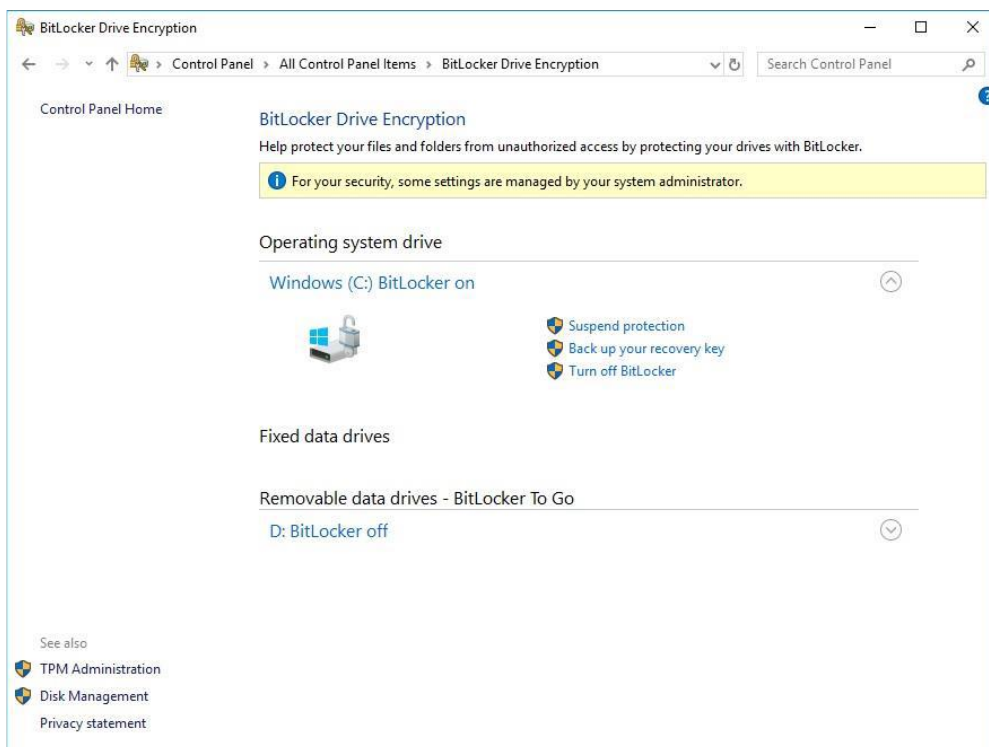 BitLocker Drive Encryption
Control Panel > All Control Panel Items > BitLocker Drive Encryption
Search Control Panel
Control Panel Home
BitLocker Drive Encryption
Help protect your files and folders from unauthorized access by protecting your drives with BitLocker.
For your security, some settings are managed by your system administrator.
Operating system drive
Windows (C:) BitLocker on
Suspend protection
Back up your recovery key
Turn off BitLocker
Fixed data drives
Removable data drives - BitLocker To Go
D: BitLocker off
See also
TPM Administration
Disk Management
Privacy statement